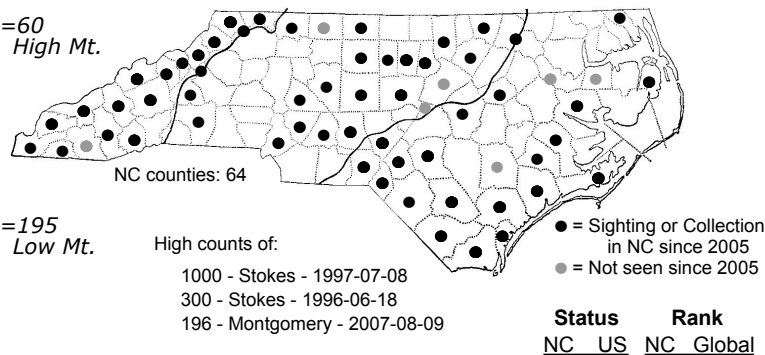 =60
High Mt.
NC counties: 64
=195
Low Mt.
High counts of:
1000 - Stokes - 1997-07-08
300 - Stokes - 1996-06-18
196 - Montgomery - 2007-08-09
● = Sighting or Collection
in NC since 2005
● = Not seen since 2005
Status Rank
NC US NC Global